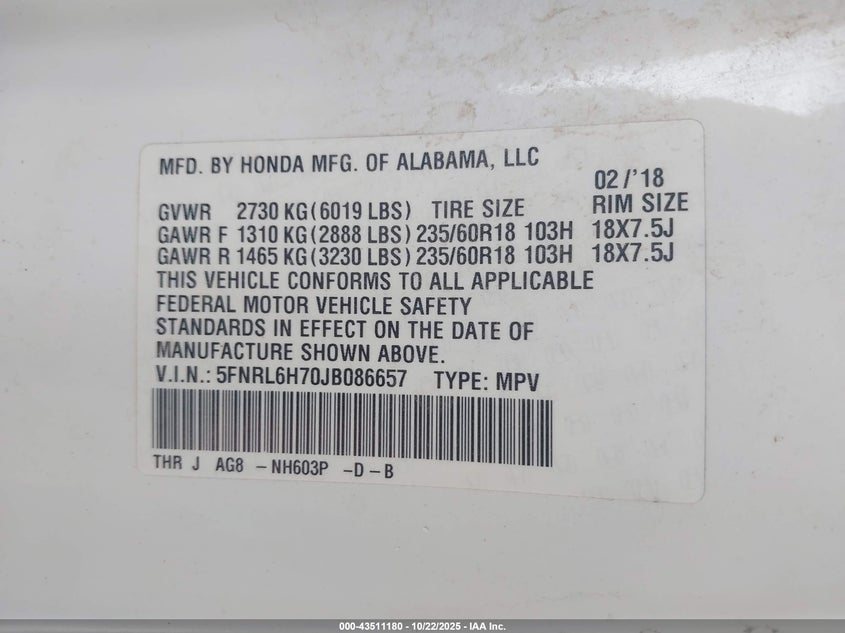 MFD. BY HONDA MFG. OF ALABAMA, LLC
02/'18
GVWR 2730 KG(6019 LBS) TIRE SIZE RIM SIZE
GAWR F 1310 KG(2888 LBS) 235/60R18 103H 18X7.5J
GAWR R 1465 KG(3230 LBS) 235/60R18 103H 18X7.5J
THIS VEHICLE CONFORMS TO ALL APPLICABLE
FEDERAL MOTOR VEHICLE SAFETY
STANDARDS IN EFFECT ON THE DATE OF
MANUFACTURE SHOWN ABOVE.
V.I.N.: 5FNRL6H70JB086657 TYPE: MPV
THR J AG8 -NH603P -D-B
000-43511180 - 10/22/2025 - IAA Inc.